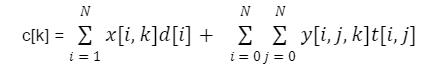 c[k] = N∑i = 1 x[i, k]d[i] + N∑i = 0 N∑j = 0 y[i, j, k]t[i, j]